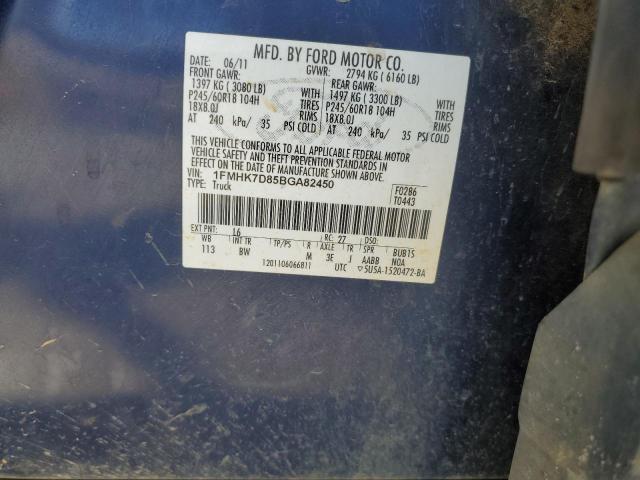 MFD. BY FORD MOTOR CO.
DATE: 06/11 GVWR: 2794 KG ( 6160 LB)
FRONT GAWR: REAR GAWR:
1397 KG ( 3080 LB) WITH 1497 KG ( 3300 LB) WITH
P245/60R18 104H TIRES P245/60R18 104H TIRES
18X8.0J RIMS 18X8.0J RIMS
AT 240 kPa/ 35 PSI COLD AT 240 kPa/ 35 PSI COLD
THIS VEHICLE CONFORMS TO ALL APPLICABLE FEDERAL MOTOR
VEHICLE SAFETY AND THEFT PREVENTION STANDARDS IN
EFFECT ON THE DATE OF MANUFACTURE SHOWN ABOVE.
VIN: 1FMHK7D85BGA82450 F0286
TYPE: Truck T0443
EXT PNT: L6 RC: 27 DSO:
WB INT TR TP/PS R AXLE TR SPR BUB1S
113 BW M 3E J AABB NOA
1201106066811 UTC ▽5U5A-1520472-BA